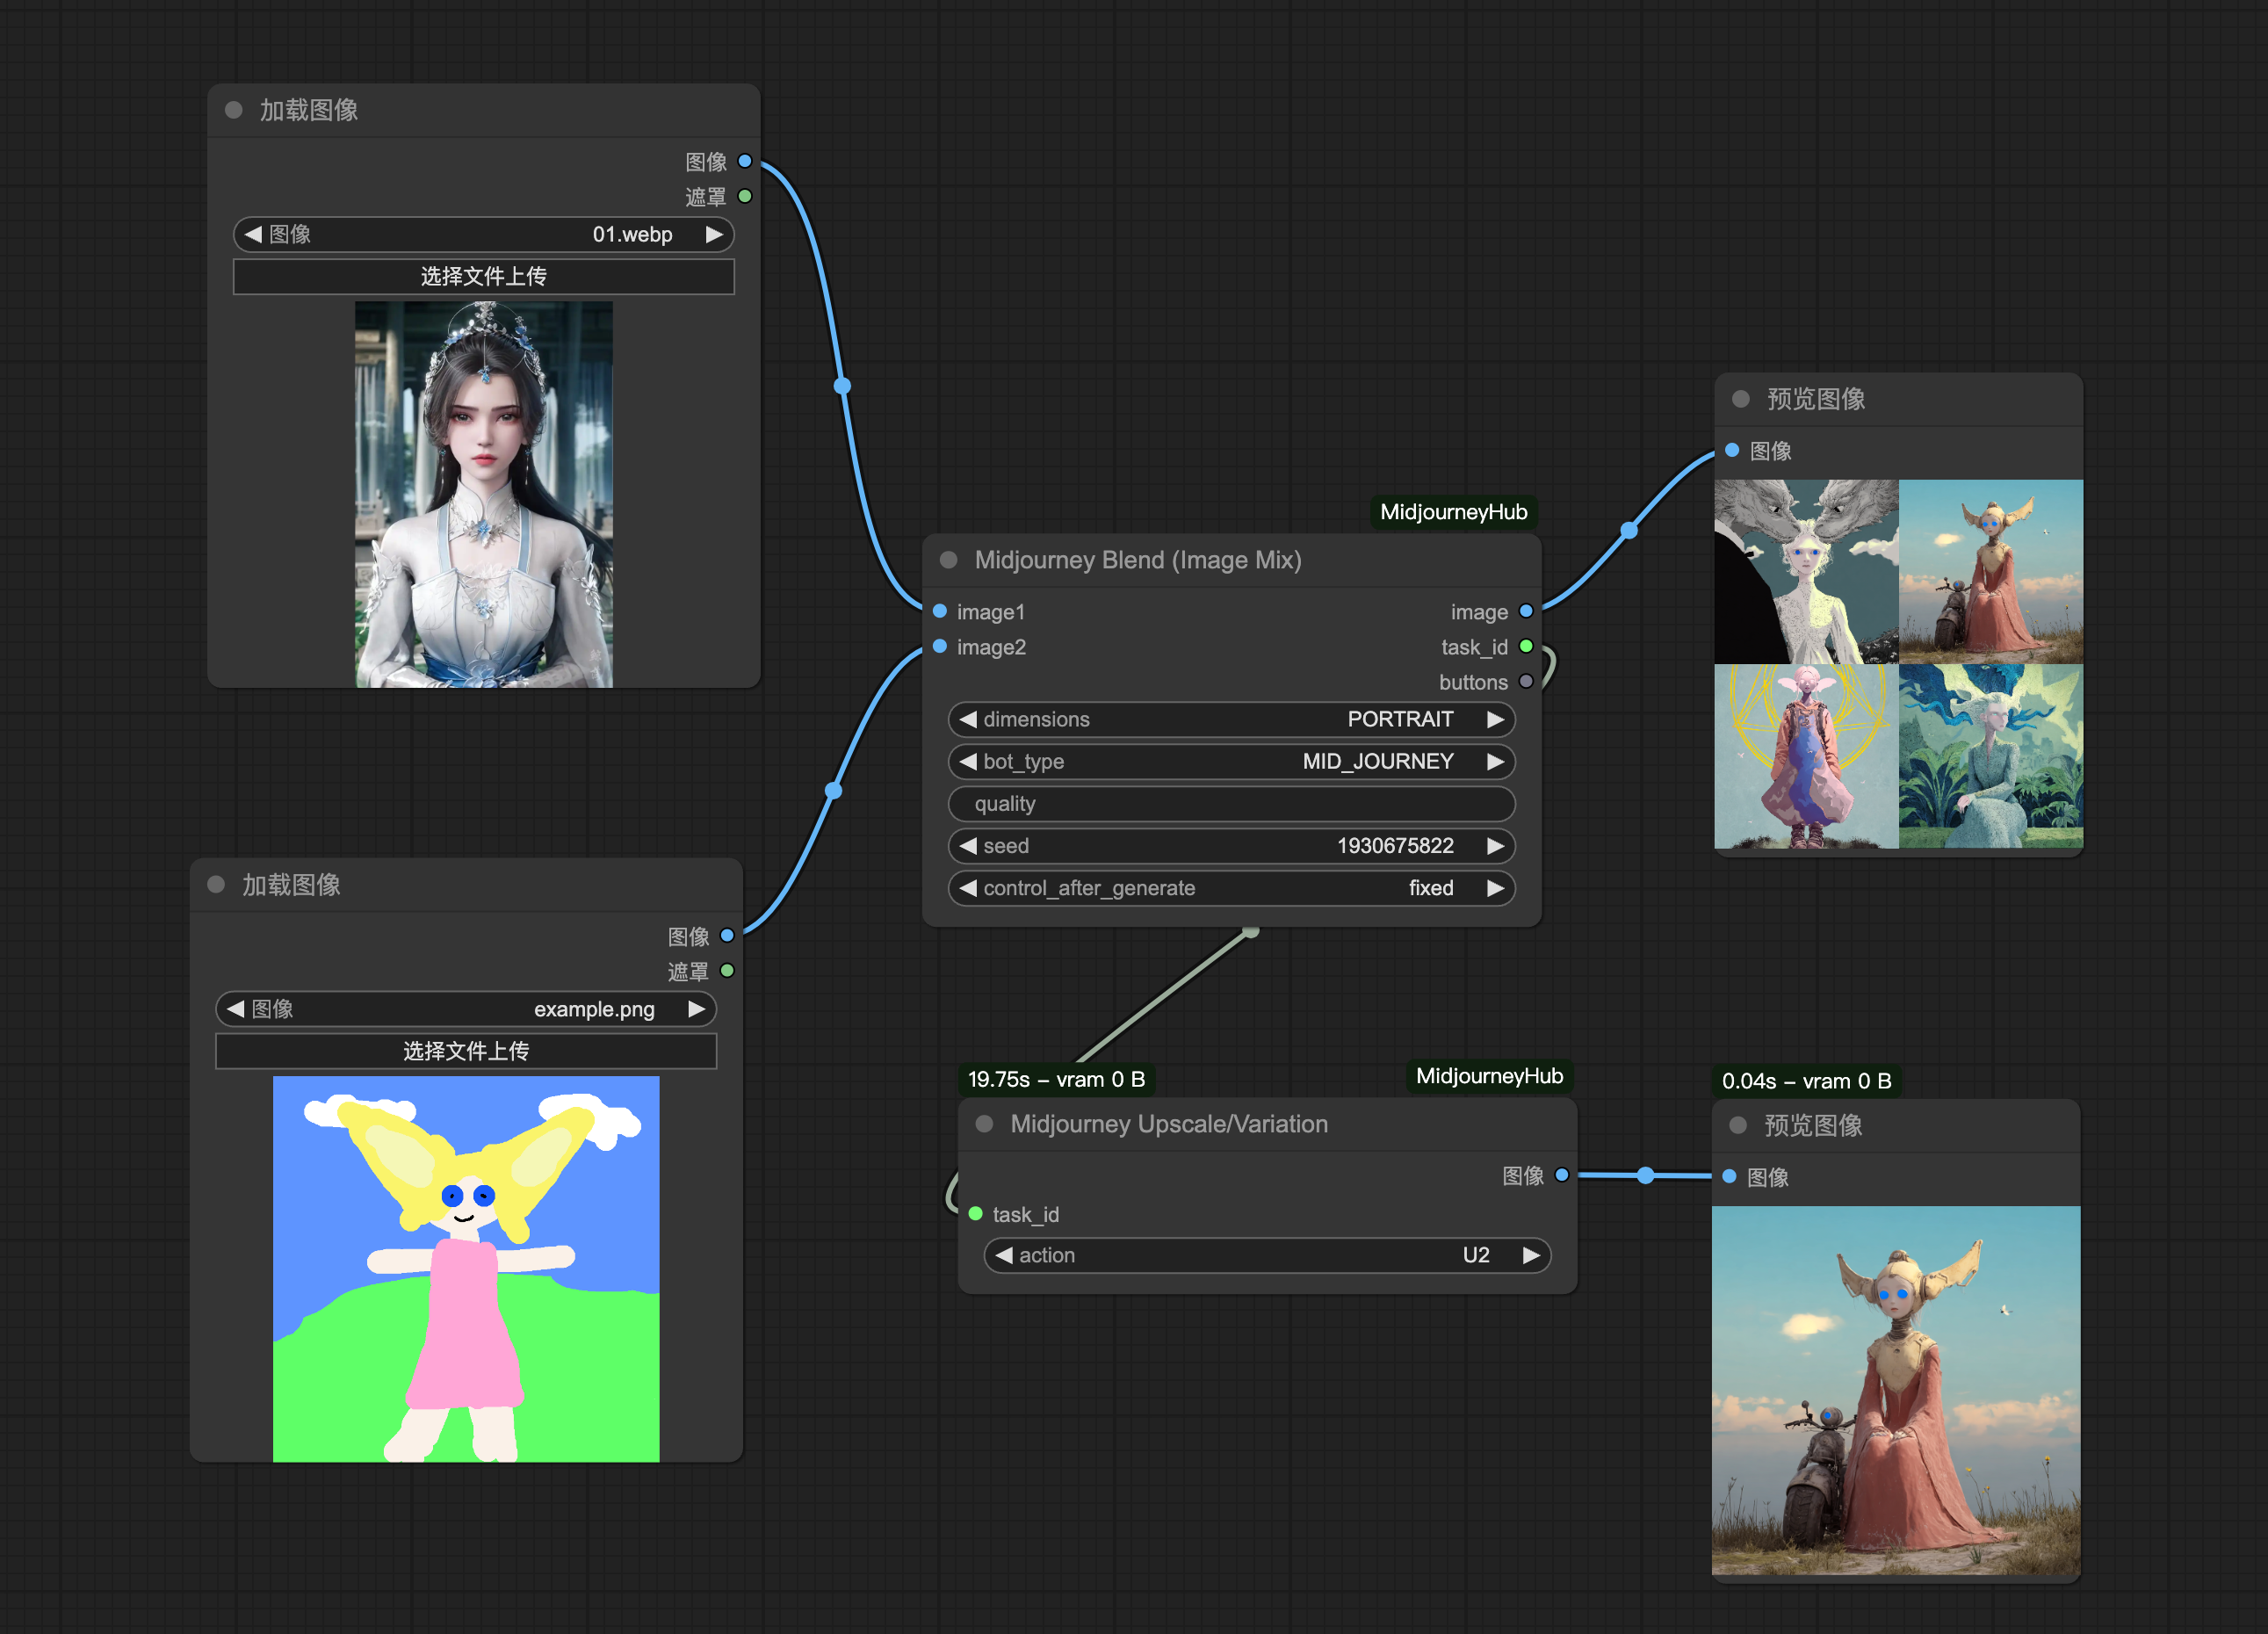 加载图像
图像
遮罩
图像 01.webp
选择文件上传
加载图像
图像
遮罩
图像 example.png
选择文件上传
MidjourneyHub
Midjourney Blend (Image Mix)
image1 image
image2 task_id
buttons
dimensions PORTRAIT
bot_type MID_JOURNEY
quality
seed 1930675822
control_after_generate fixed
19.75s – vram 0 B MidjourneyHub
Midjourney Upscale/Variation
图像
task_id
action U2
预览图像
图像
0.04s – vram 0 B
预览图像
图像